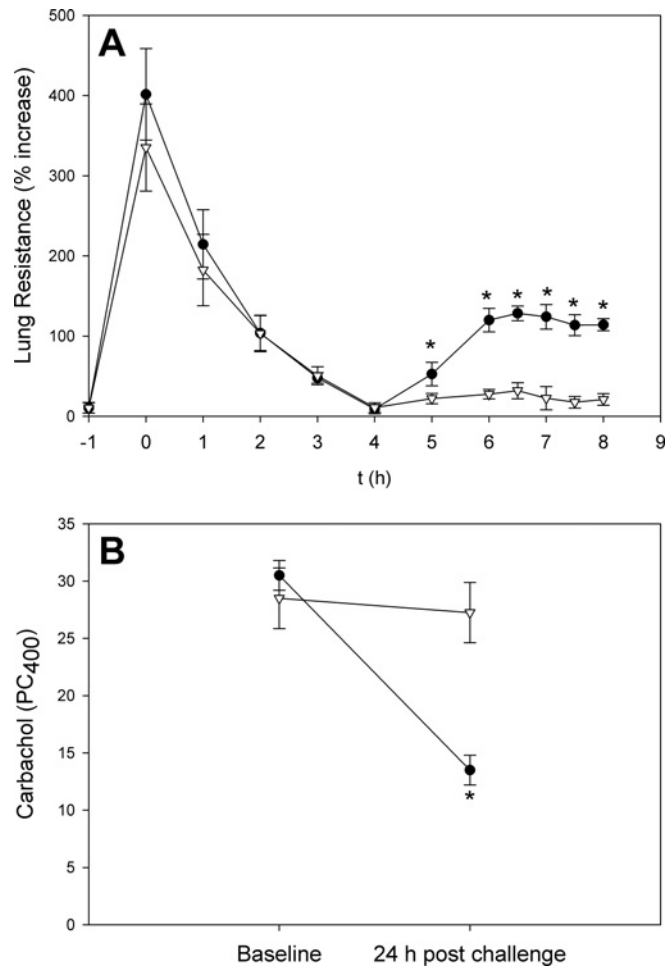 A
Lung Resistance (% increase)
500
400
300
200
100
0
* * * * * *
-1 0 1 2 3 4 5 6 7 8 9
t (h)
B
Carbachol (PC400)
35
30
25
20
15
10
5
0
*
Baseline 24 h post challenge